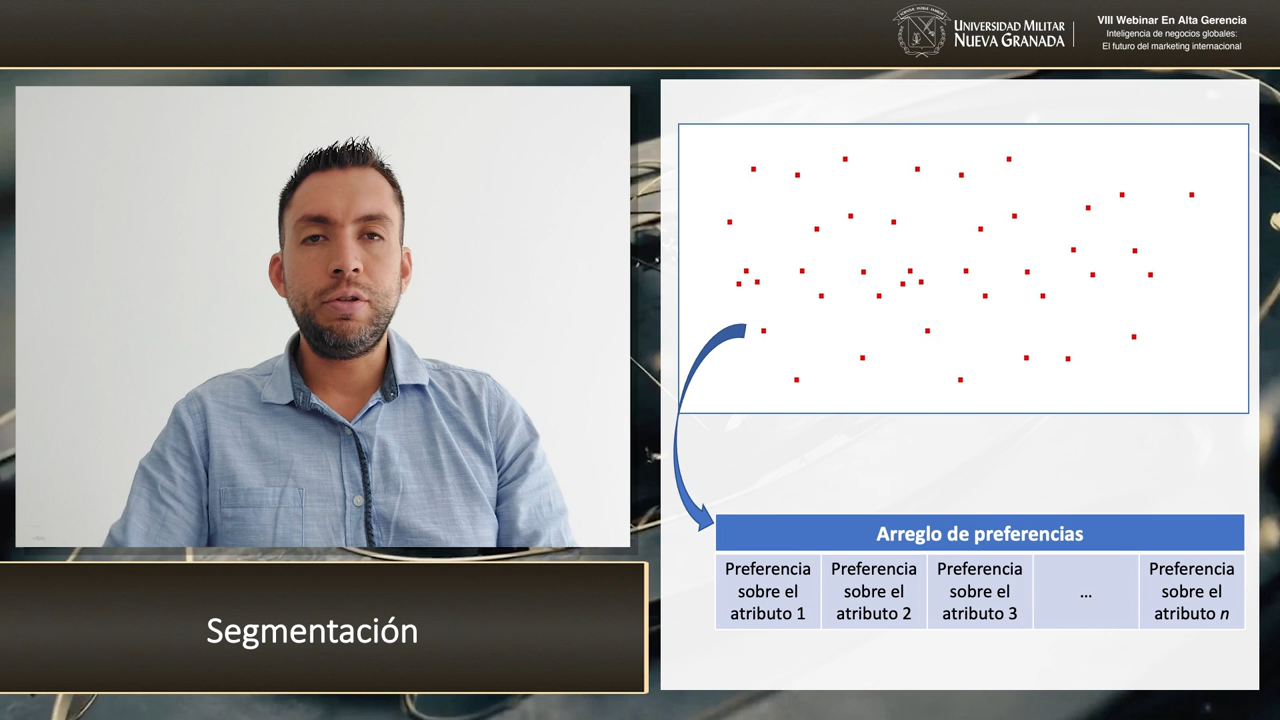 UNIVERSIDAD MILITAR
NUEVA GRANADA
VIII Webinar En Alta Gerencia
Inteligencia de negocios globales:
El futuro del marketing internacional
Segmentación
Arreglo de preferencias
Preferencia sobre el atributo 1
Preferencia sobre el atributo 2
Preferencia sobre el atributo 3
...
Preferencia sobre el atributo n